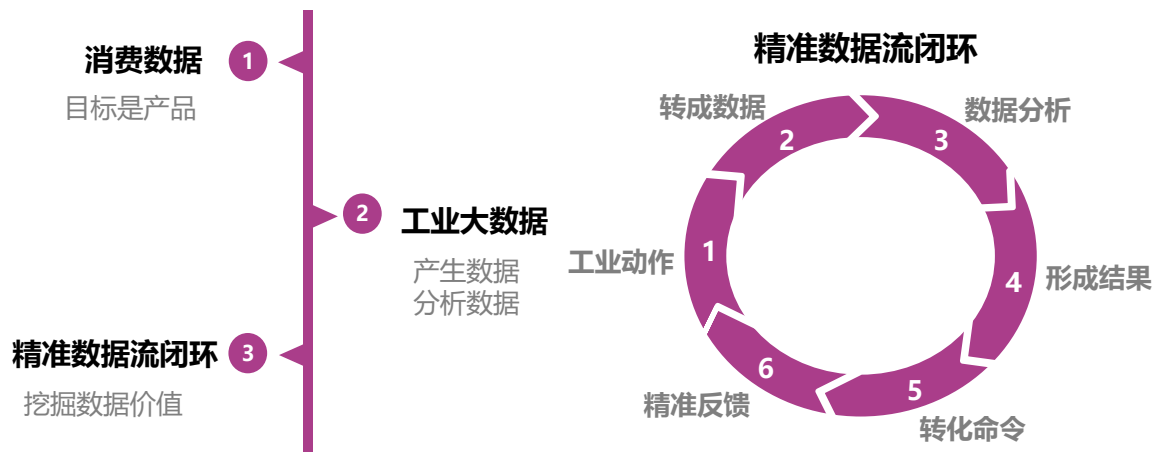 消费数据
1
目标是产品
2
工业大数据
产生数据
分析数据
精准数据流闭环
3
挖掘数据价值
精准数据流闭环
1
工业动作
2
转成数据
3
数据分析
4
形成结果
5
转化命令
6
精准反馈